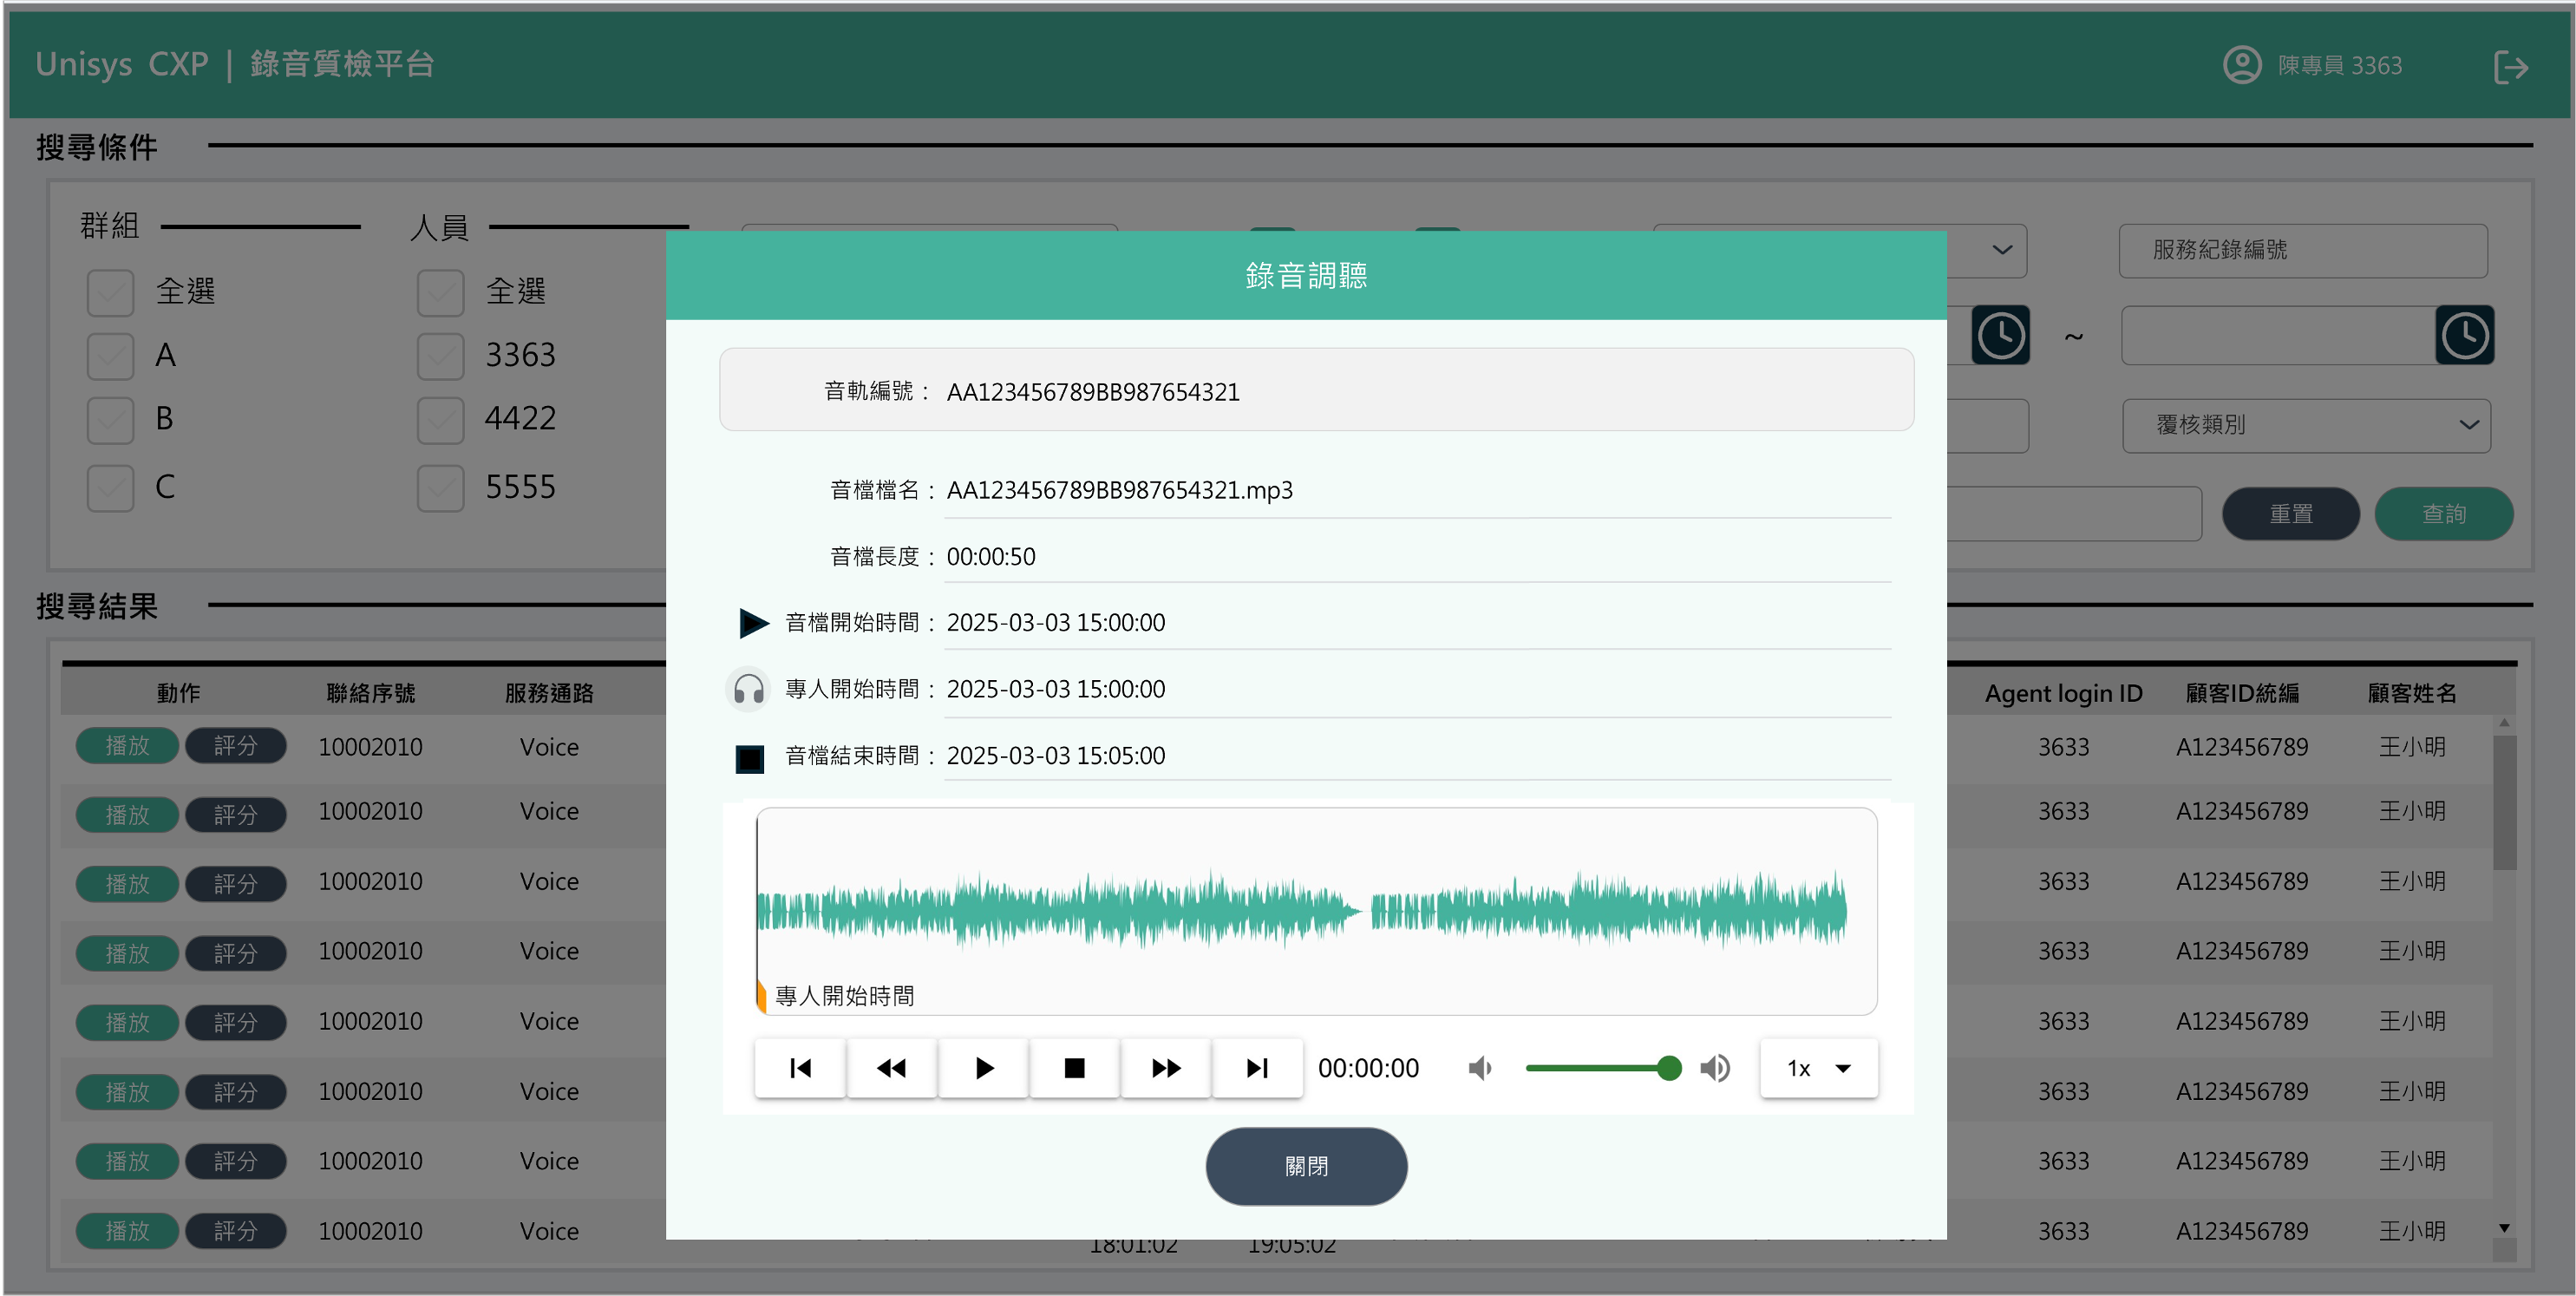 Unisys CXP | 錄音質檢平台
陳專員 3363
搜尋條件
群組
人員
服務紀錄編號
全選
全選
A
3363
~
B
4422
覆核類別
C
5555
重置
查詢
錄音調聽
音軌編號： AA123456789BB987654321
音檔檔名： AA123456789BB987654321.mp3
音檔長度： 00:00:50
音檔開始時間： 2025-03-03 15:00:00
專人開始時間： 2025-03-03 15:00:00
音檔結束時間： 2025-03-03 15:05:00
專人開始時間
00:00:00
1x
關閉
搜尋結果
動作 聯絡序號 服務通路 Agent login ID 顧客ID統編 顧客姓名
播放 評分 10002010 Voice 3633 A123456789 王小明
播放 評分 10002010 Voice 3633 A123456789 王小明
播放 評分 10002010 Voice 3633 A123456789 王小明
播放 評分 10002010 Voice 3633 A123456789 王小明
播放 評分 10002010 Voice 3633 A123456789 王小明
播放 評分 10002010 Voice 3633 A123456789 王小明
播放 評分 10002010 Voice 3633 A123456789 王小明
播放 評分 10002010 Voice 3633 A123456789 王小明
18:01:02 19:05:02